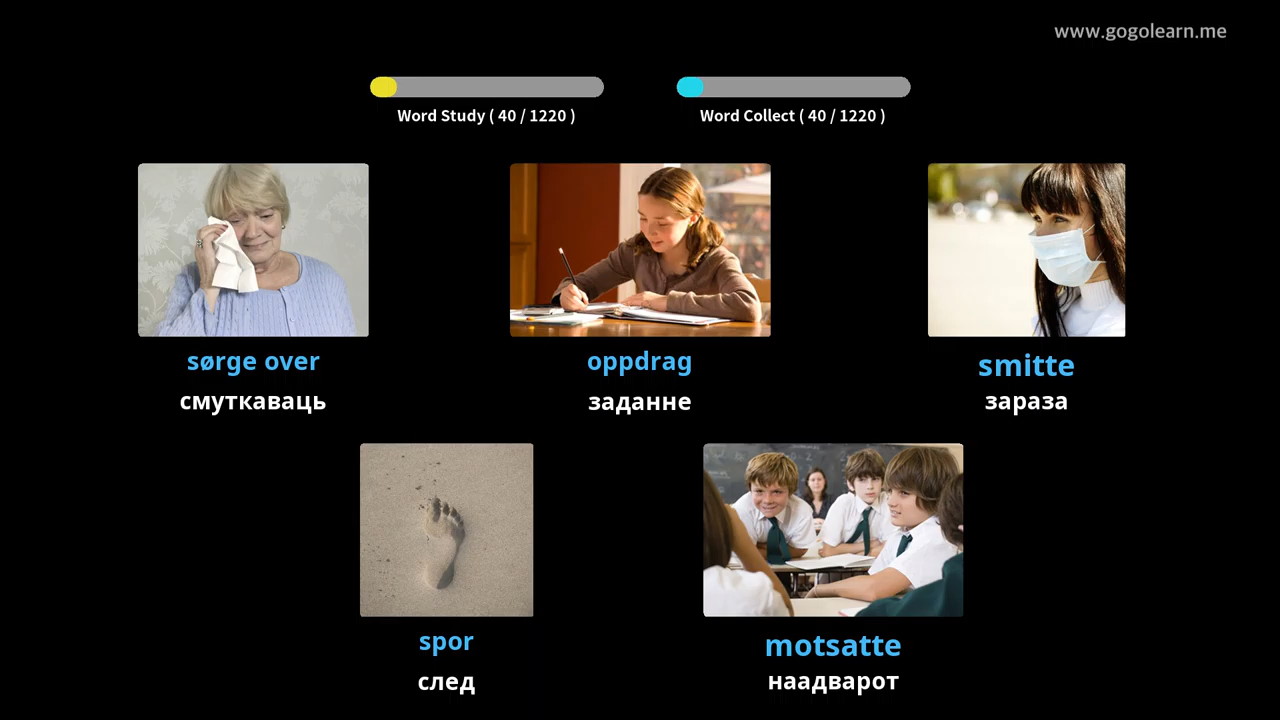 www.gogolearn.me
Word Study ( 40 / 1220 )
Word Collect ( 40 / 1220 )
sørge over
смуткаваць
oppdrag
заданне
smitte
зараза
spor
след
motsatte
наадварот